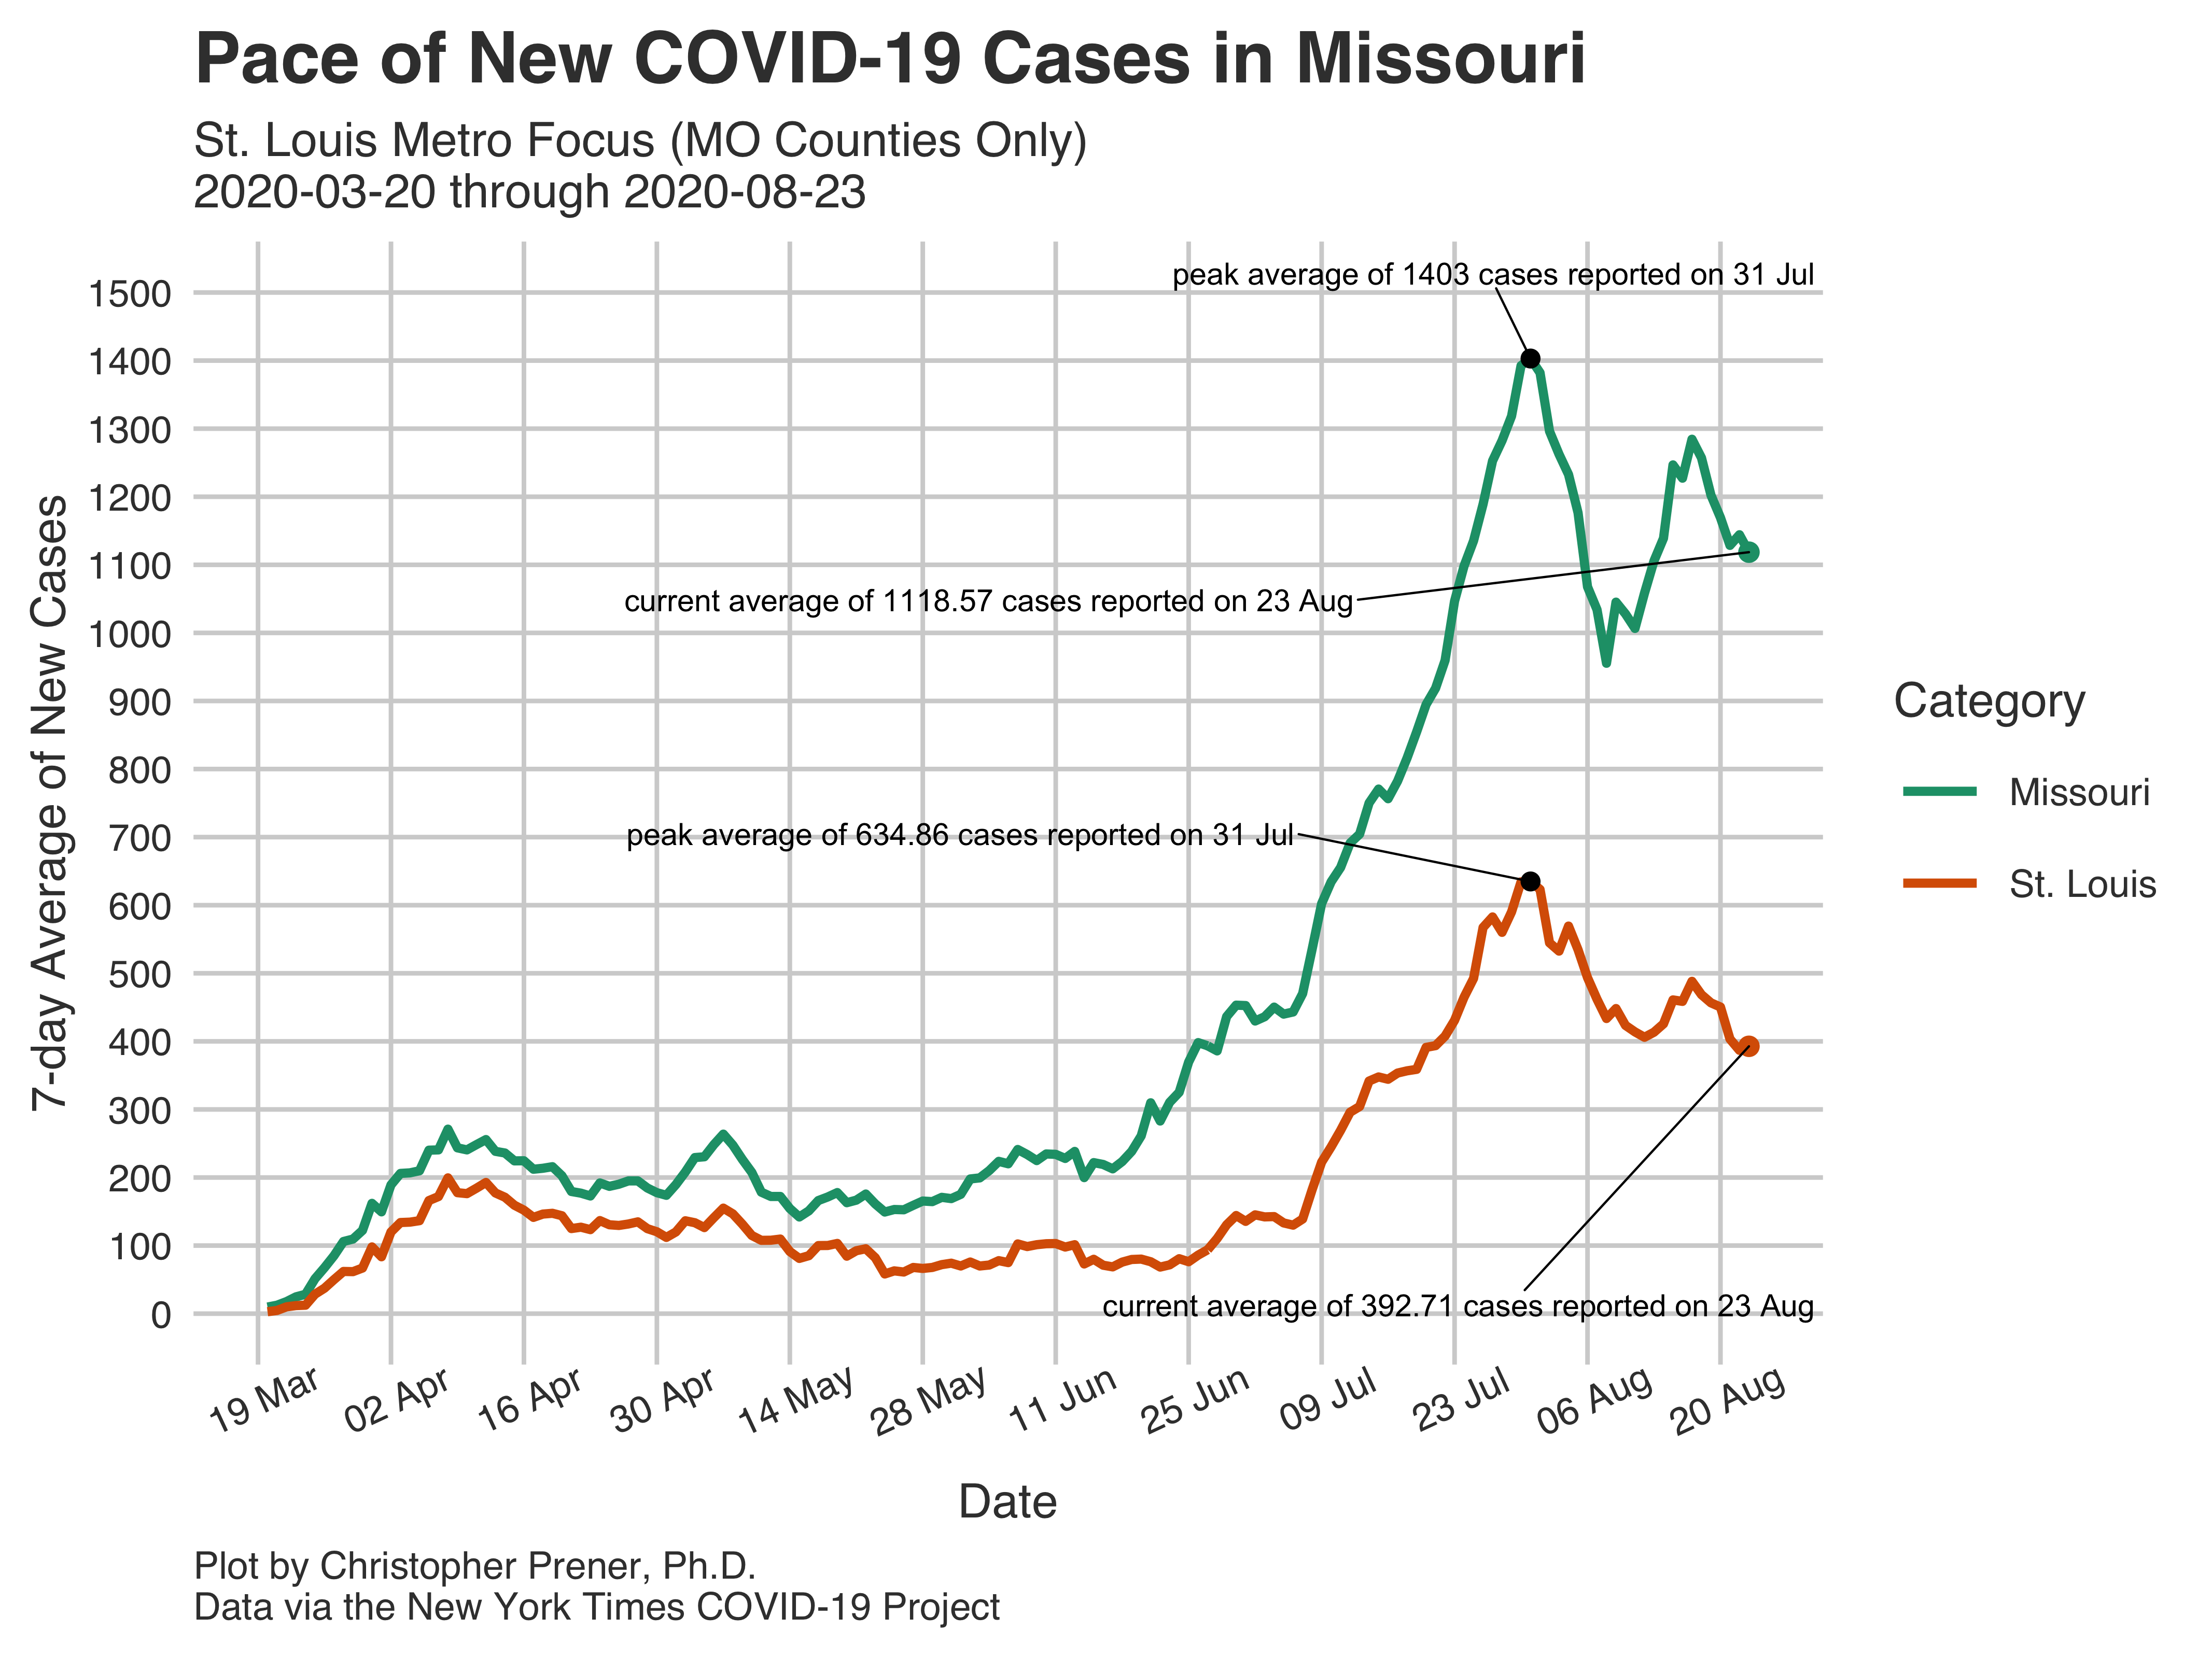 Pace of New COVID-19 Cases in Missouri
St. Louis Metro Focus (MO Counties Only)
2020-03-20 through 2020-08-23
7-day Average of New Cases
1500
1400
1300
1200
1100
1000
900
800
700
600
500
400
300
200
100
0
peak average of 1403 cases reported on 31 Jul
current average of 1118.57 cases reported on 23 Aug
peak average of 634.86 cases reported on 31 Jul
current average of 392.71 cases reported on 23 Aug
Category
Missouri
St. Louis
19 Mar
02 Apr
16 Apr
30 Apr
14 May
28 May
11 Jun
25 Jun
09 Jul
23 Jul
06 Aug
20 Aug
Date
Plot by Christopher Prener, Ph.D.
Data via the New York Times COVID-19 Project